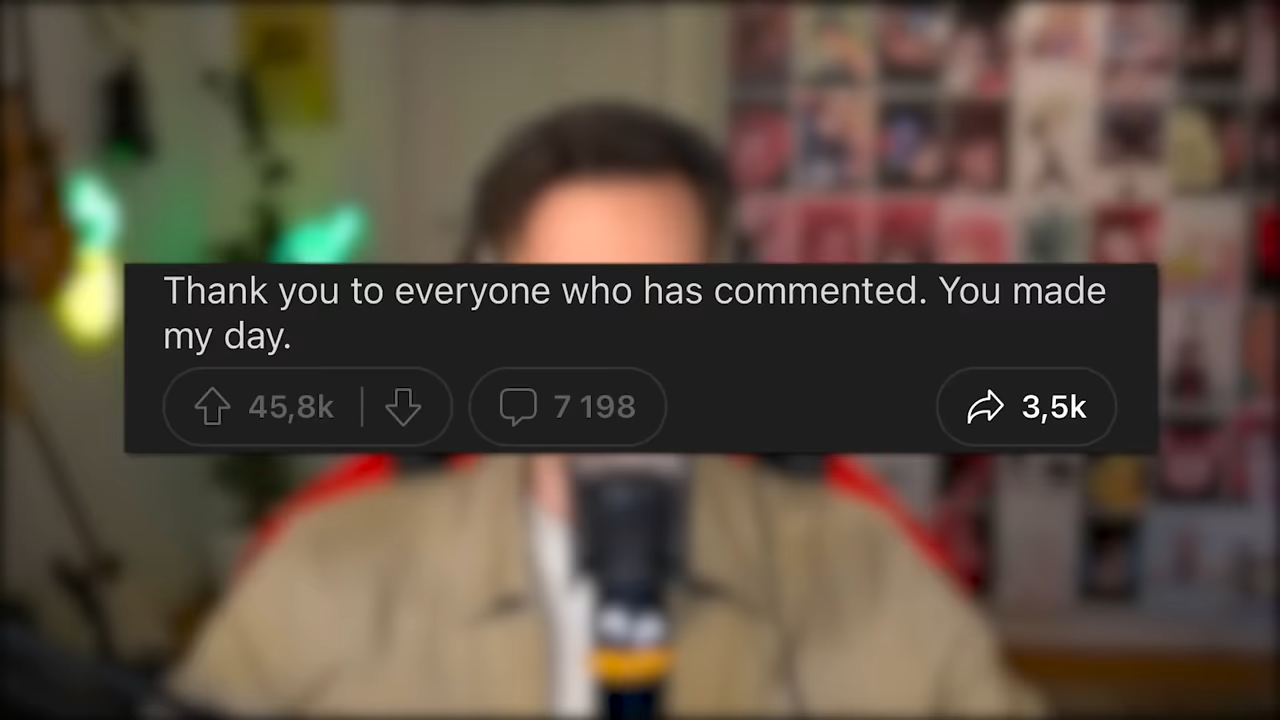 Thank you to everyone who has commented. You made
my day.
45,8k 7 198 3,5k